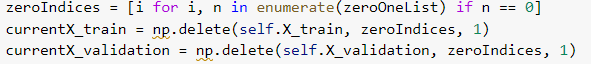 zeroIndices = [i for i, n in enumerate(zeroOneList) if n == 0]
currentX_train = np.delete(self.X_train, zeroIndices, 1)
currentX_validation = np.delete(self.X_validation, zeroIndices, 1)